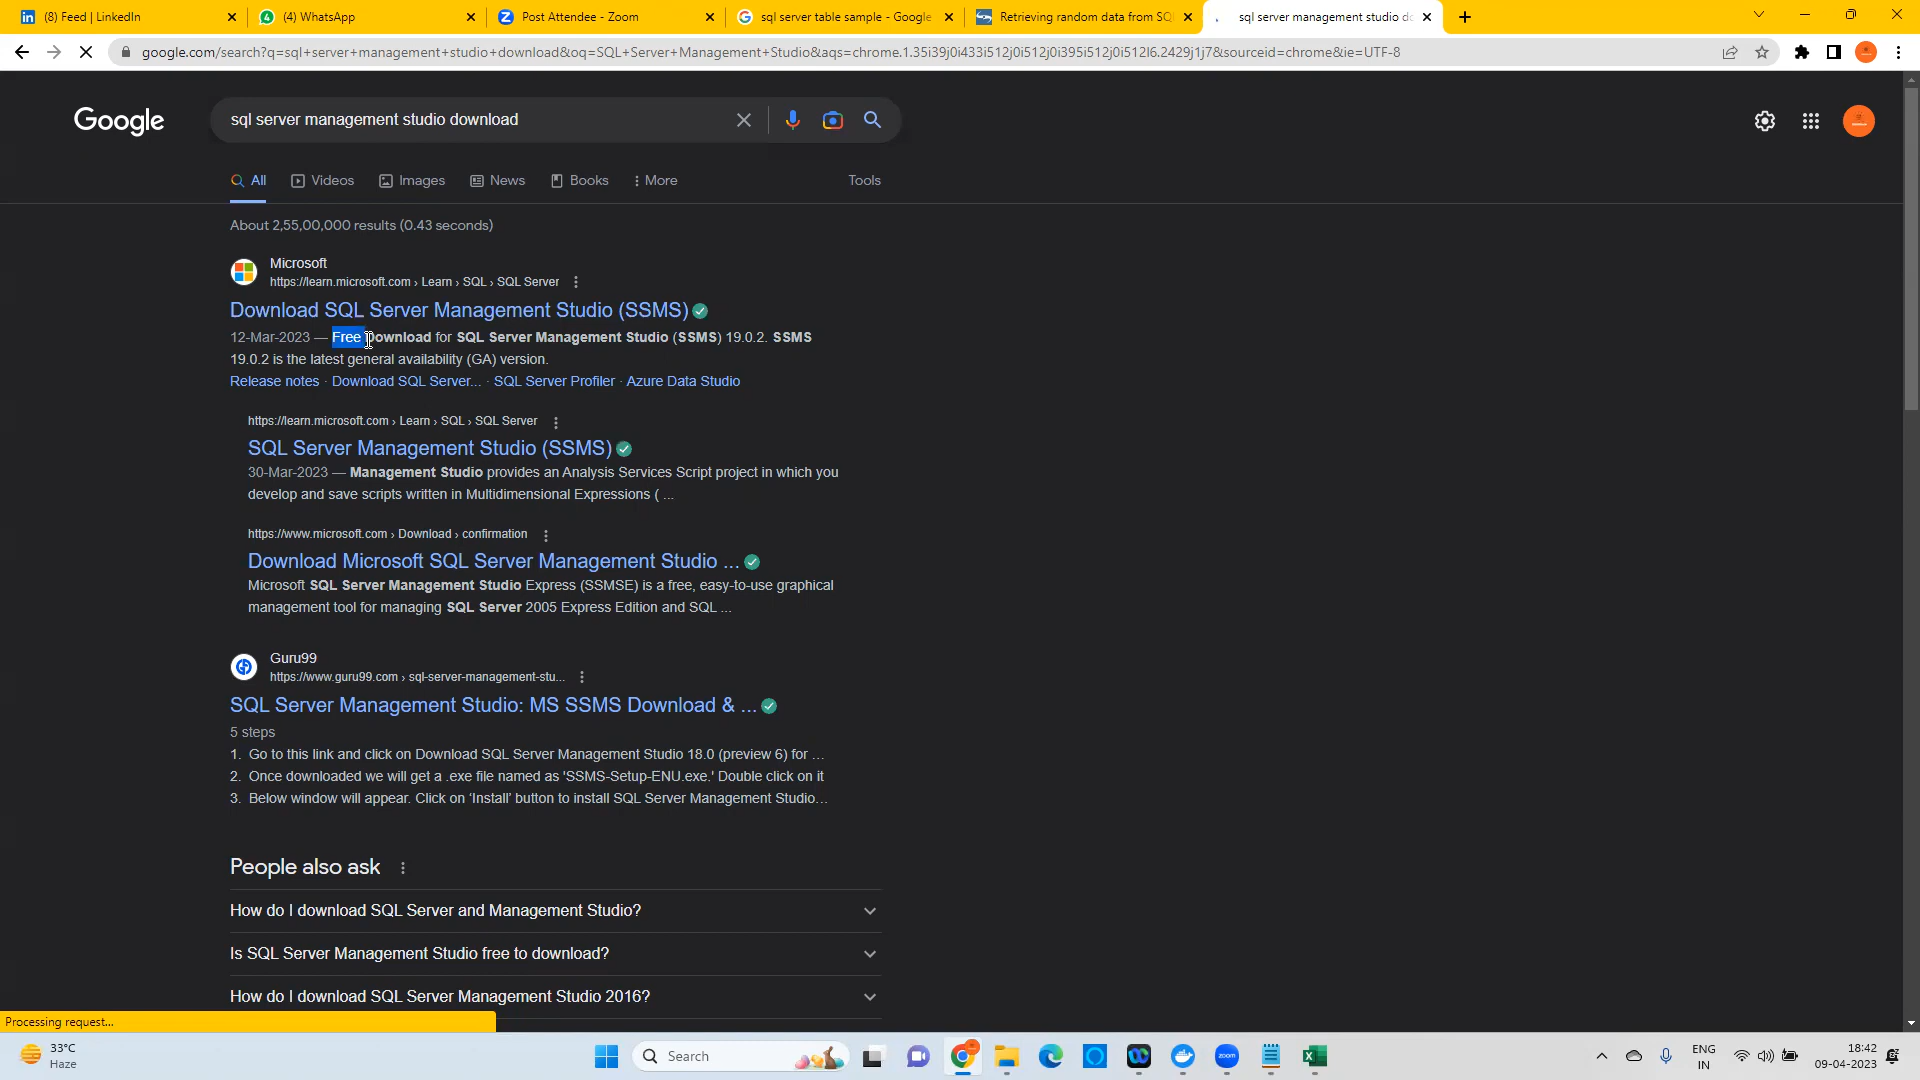 (8) Feed | LinkedIn
(4) WhatsApp
Post Attendee - Zoom
sql server table sample - Google
Retrieving random data from SQ
sql server management studio do
google.com/search?q=sql+server+management+studio+download&oq=SQL+Server+Management+Studio&aqs=chrome.1.35i39j0i433i512j0i512j0i395i512j0i512l6.2429j1j7&sourceid=chrome&ie=UTF-8
Google
sql server management studio download
All
Videos
Images
News
Books
More
Tools
About 2,55,00,000 results (0.43 seconds)
Microsoft
https://learn.microsoft.com › Learn › SQL › SQL Server
Download SQL Server Management Studio (SSMS)
12-Mar-2023 — Free Download for SQL Server Management Studio (SSMS) 19.0.2. SSMS
19.0.2 is the latest general availability (GA) version.
Release notes · Download SQL Server... · SQL Server Profiler · Azure Data Studio
https://learn.microsoft.com › Learn › SQL › SQL Server
SQL Server Management Studio (SSMS)
30-Mar-2023 — Management Studio provides an Analysis Services Script project in which you
develop and save scripts written in Multidimensional Expressions ( ...
https://www.microsoft.com › Download › confirmation
Download Microsoft SQL Server Management Studio ...
Microsoft SQL Server Management Studio Express (SSMSE) is a free, easy-to-use graphical
management tool for managing SQL Server 2005 Express Edition and SQL ...
Guru99
https://www.guru99.com › sql-server-management-stu...
SQL Server Management Studio: MS SSMS Download & ...
5 steps
1. Go to this link and click on Download SQL Server Management Studio 18.0 (preview 6) for ...
2. Once downloaded we will get a .exe file named as 'SSMS-Setup-ENU.exe.' Double click on it
3. Below window will appear. Click on ‘Install’ button to install SQL Server Management Studio...
People also ask
How do I download SQL Server and Management Studio?
Is SQL Server Management Studio free to download?
How do I download SQL Server Management Studio 2016?
Processing request...
33°C
Haze
Search
zoom
ENG
IN
18:42
09-04-2023